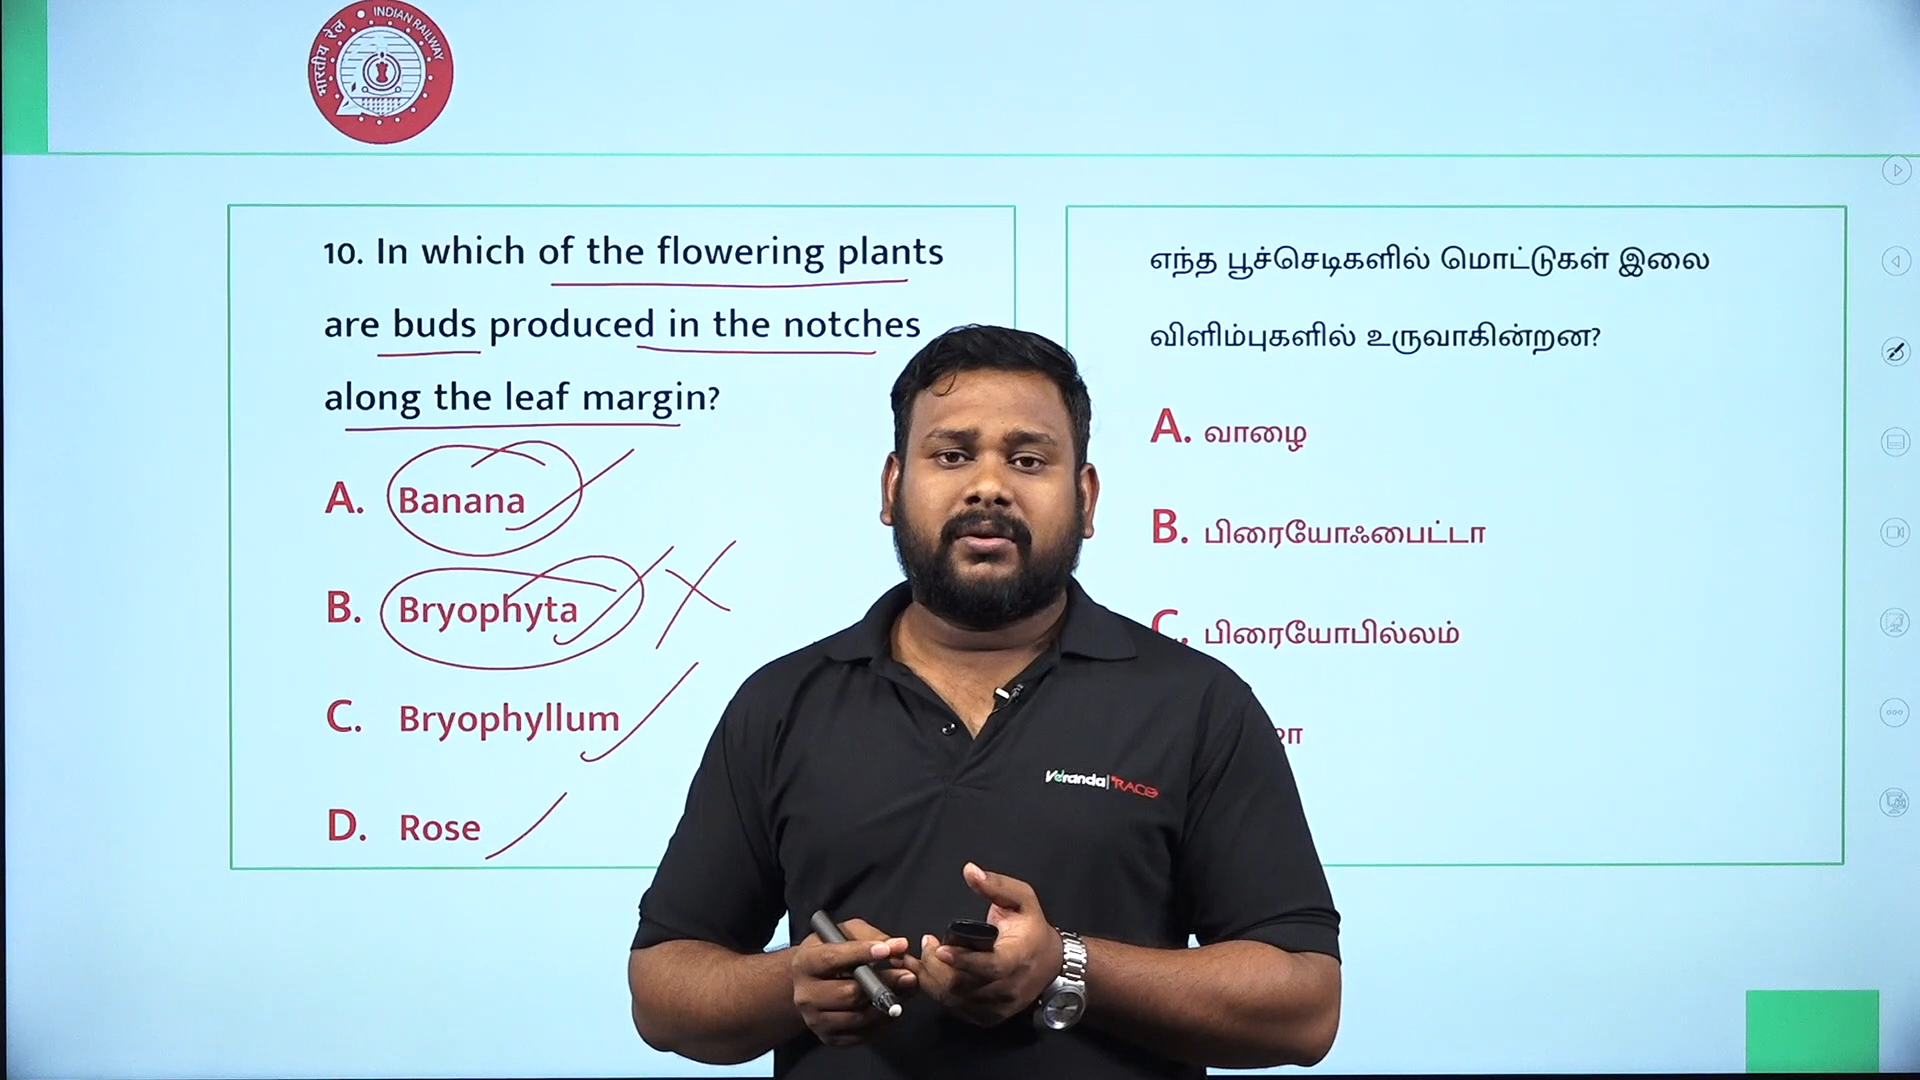 भारतीय रेल
INDIAN RAILWAY
10. In which of the flowering plants
are buds produced in the notches
along the leaf margin?
A. Banana
B. Bryophyta
C. Bryophyllum
D. Rose
எந்த பூச்செடிகளில் மொட்டுகள் இலை
விளிம்புகளில் உருவாகின்றன?
A. வாழை
B. பிரையோஃபைட்டா
C. பிரையோபில்லம்
Veranda RACE